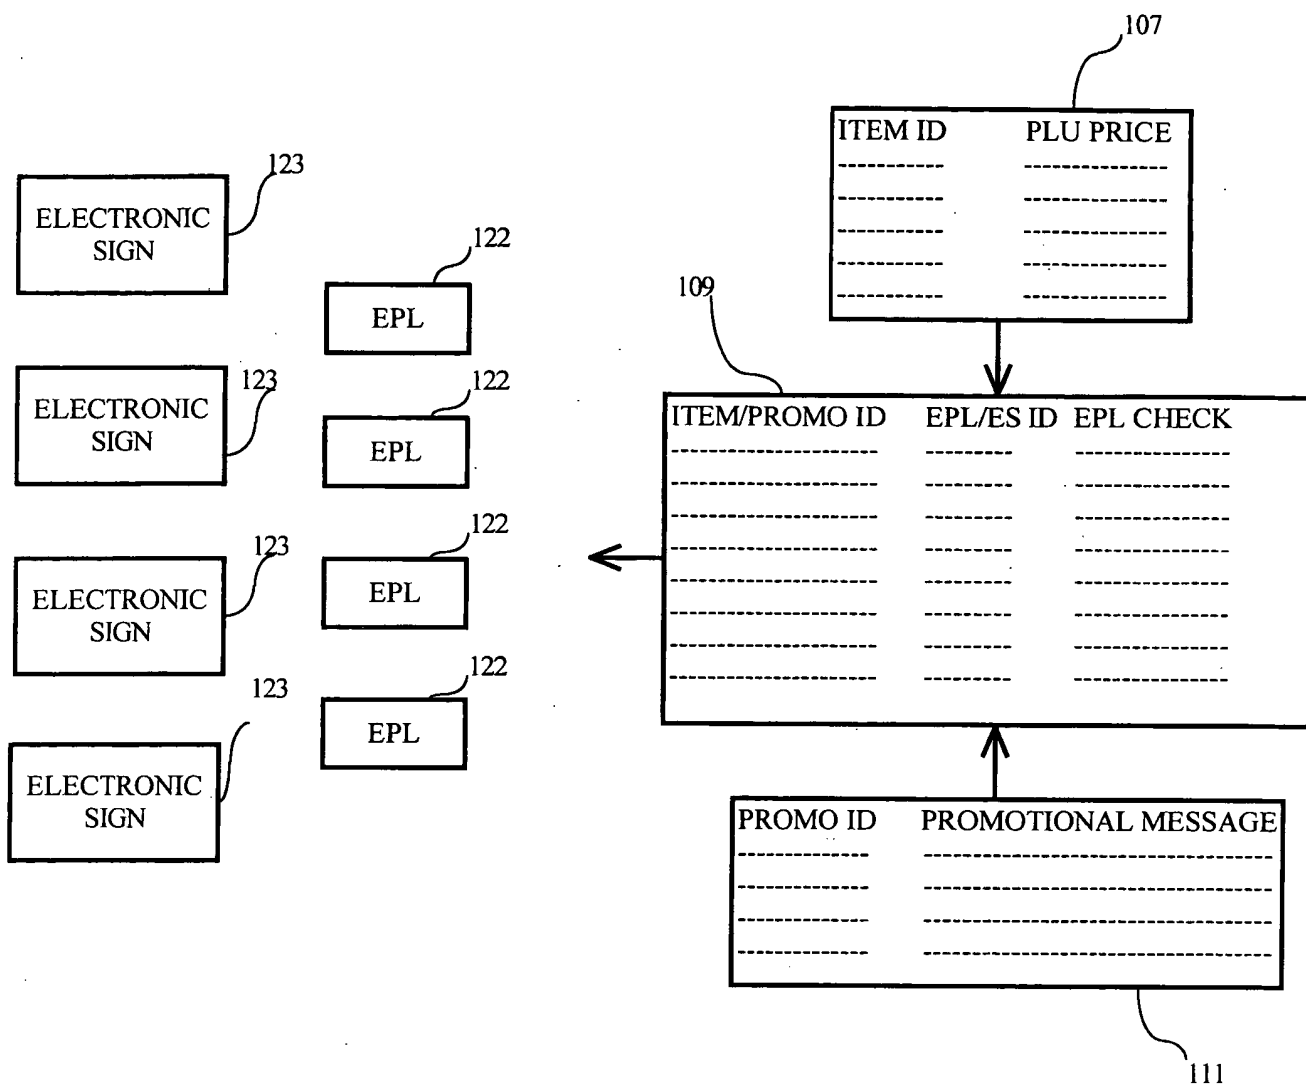 107
ITEM ID PLU PRICE
123
ELECTRONIC
SIGN
122
EPL
109
123
ELECTRONIC
SIGN
122
EPL
ITEM/PROMO ID EPL/ES ID EPL CHECK
123
ELECTRONIC
SIGN
122
EPL
123
ELECTRONIC
SIGN
122
EPL
PROMO ID PROMOTIONAL MESSAGE
111